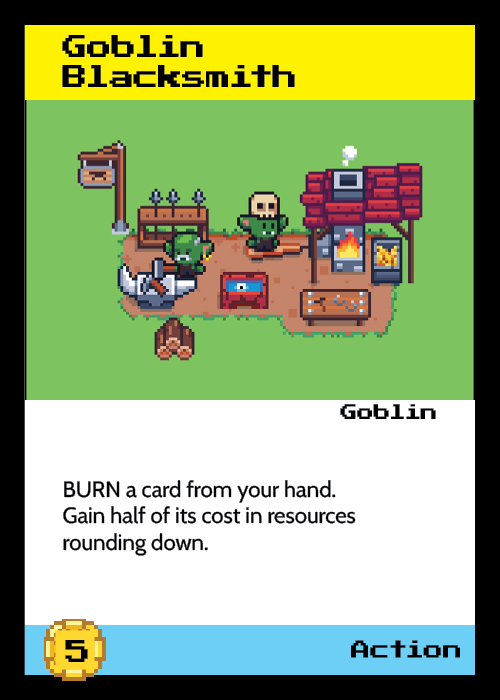 Goblin
Blacksmith
Goblin
BURN a card from your hand.
Gain half of its cost in resources
rounding down.
5
Action